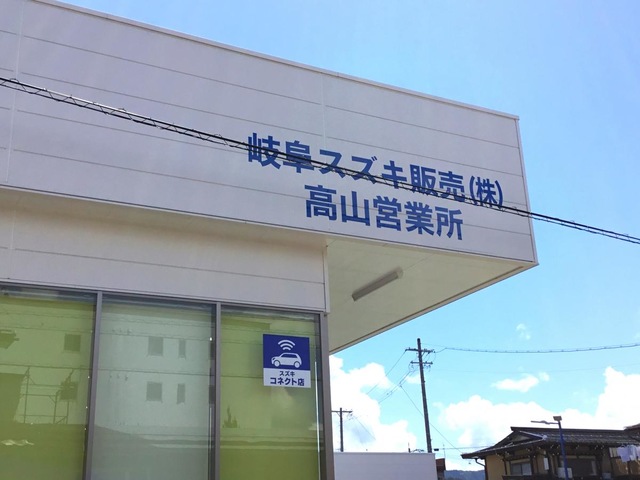 岐阜スズキ販売(株)
高山営業所
スズキ
コネクト店